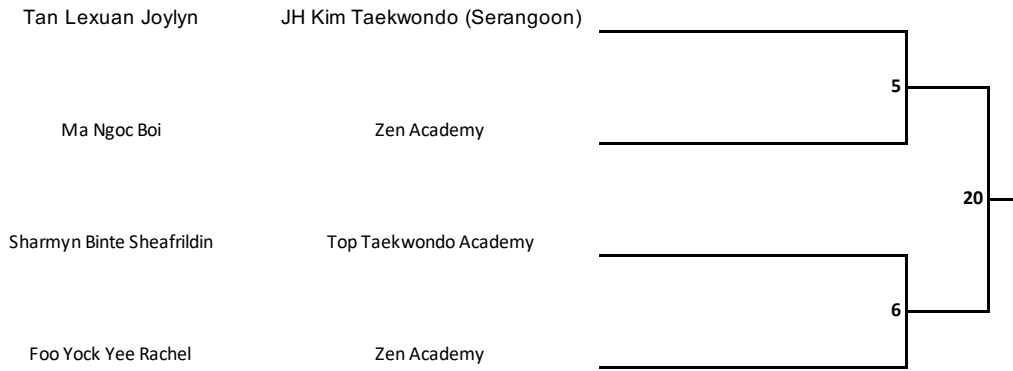 Tan Lexuan Joylyn JH Kim Taekwondo (Serangoon)
5
Ma Ngoc Boi Zen Academy
20
Sharmyn Binte Sheafrildin Top Taekwondo Academy
6
Foo Yock Yee Rachel Zen Academy